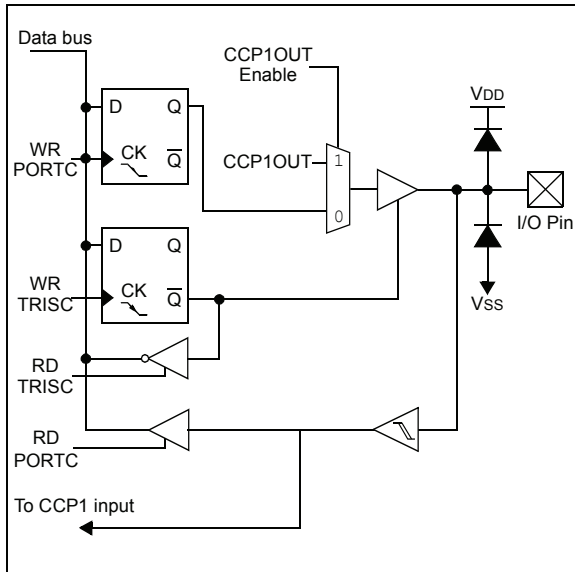 Data bus
CCP1OUT
Enable
VDD
D
Q
WR
PORTC
CK
Q
CCP1OUT
1
0
I/O Pin
D
Q
WR
TRISC
CK
Q
VSS
RD
TRISC
RD
PORTC
To CCP1 input